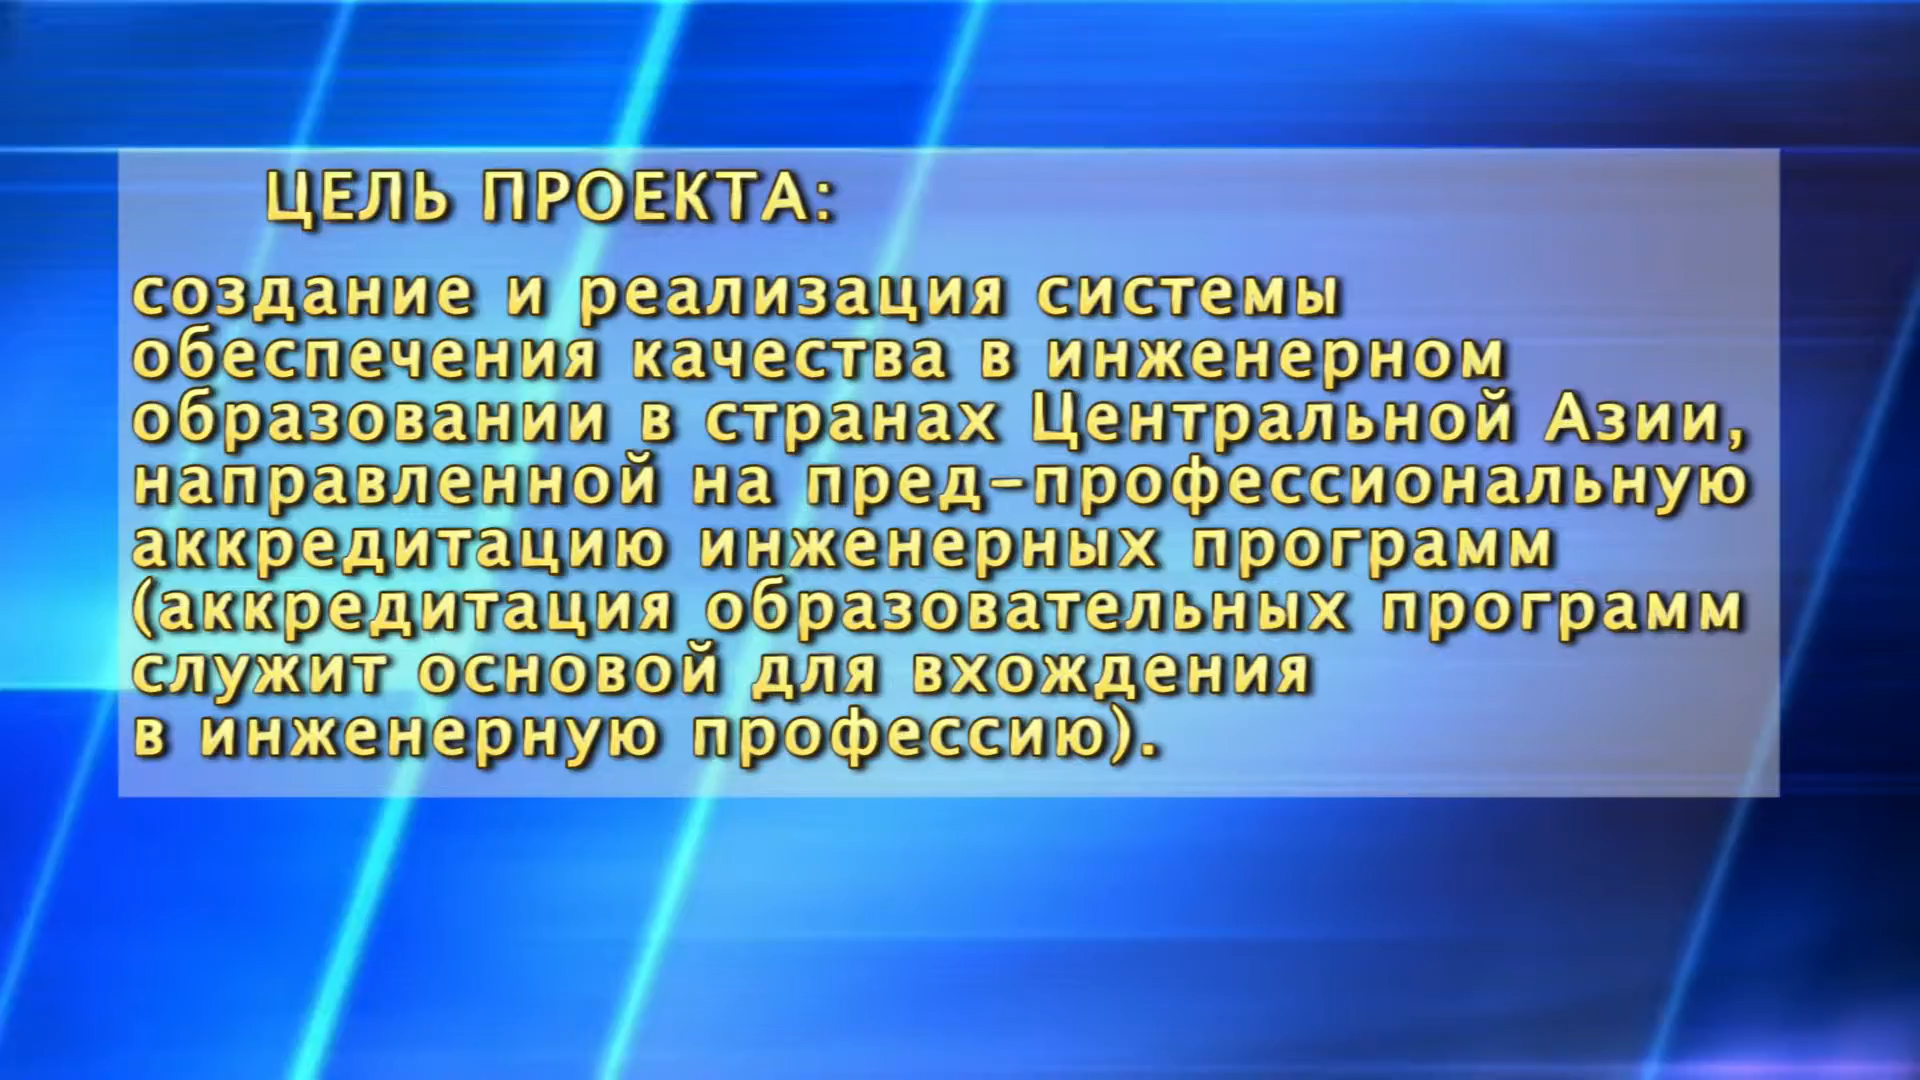 ЦЕЛЬ ПРОЕКТА:
создание и реализация системы
обеспечения качества в инженерном
образовании в странах Центральной Азии,
направленной на пред-профессиональную
аккредитацию инженерных программ
(аккредитация образовательных программ
служит основой для вхождения
в инженерную профессию).